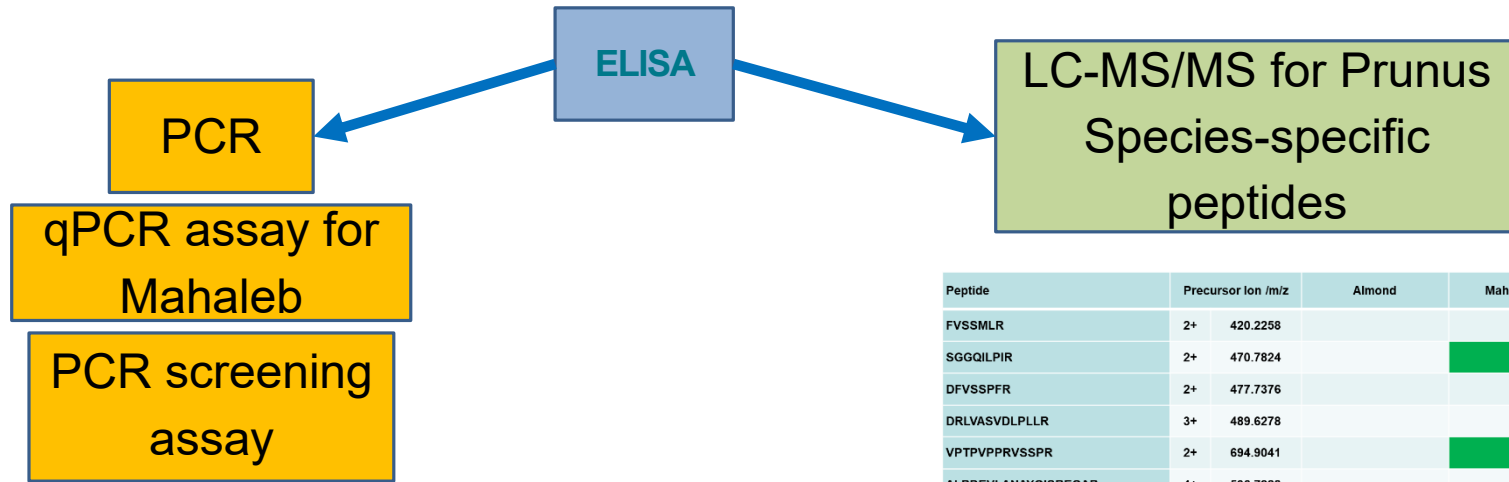 ELISA
PCR
qPCR assay for
Mahaleb
PCR screening
assay
LC-MS/MS for Prunus
Species-specific
peptides
Peptide Precursor Ion /m/z Almond Mah
FVSSMLR 2+ 420.2258
SGGQILPIR 2+ 470.7824
DFVSSPFR 2+ 477.7376
DRLVASVDLPLLR 3+ 489.6278
VPTPVPPRVSSPR 2+ 694.9041